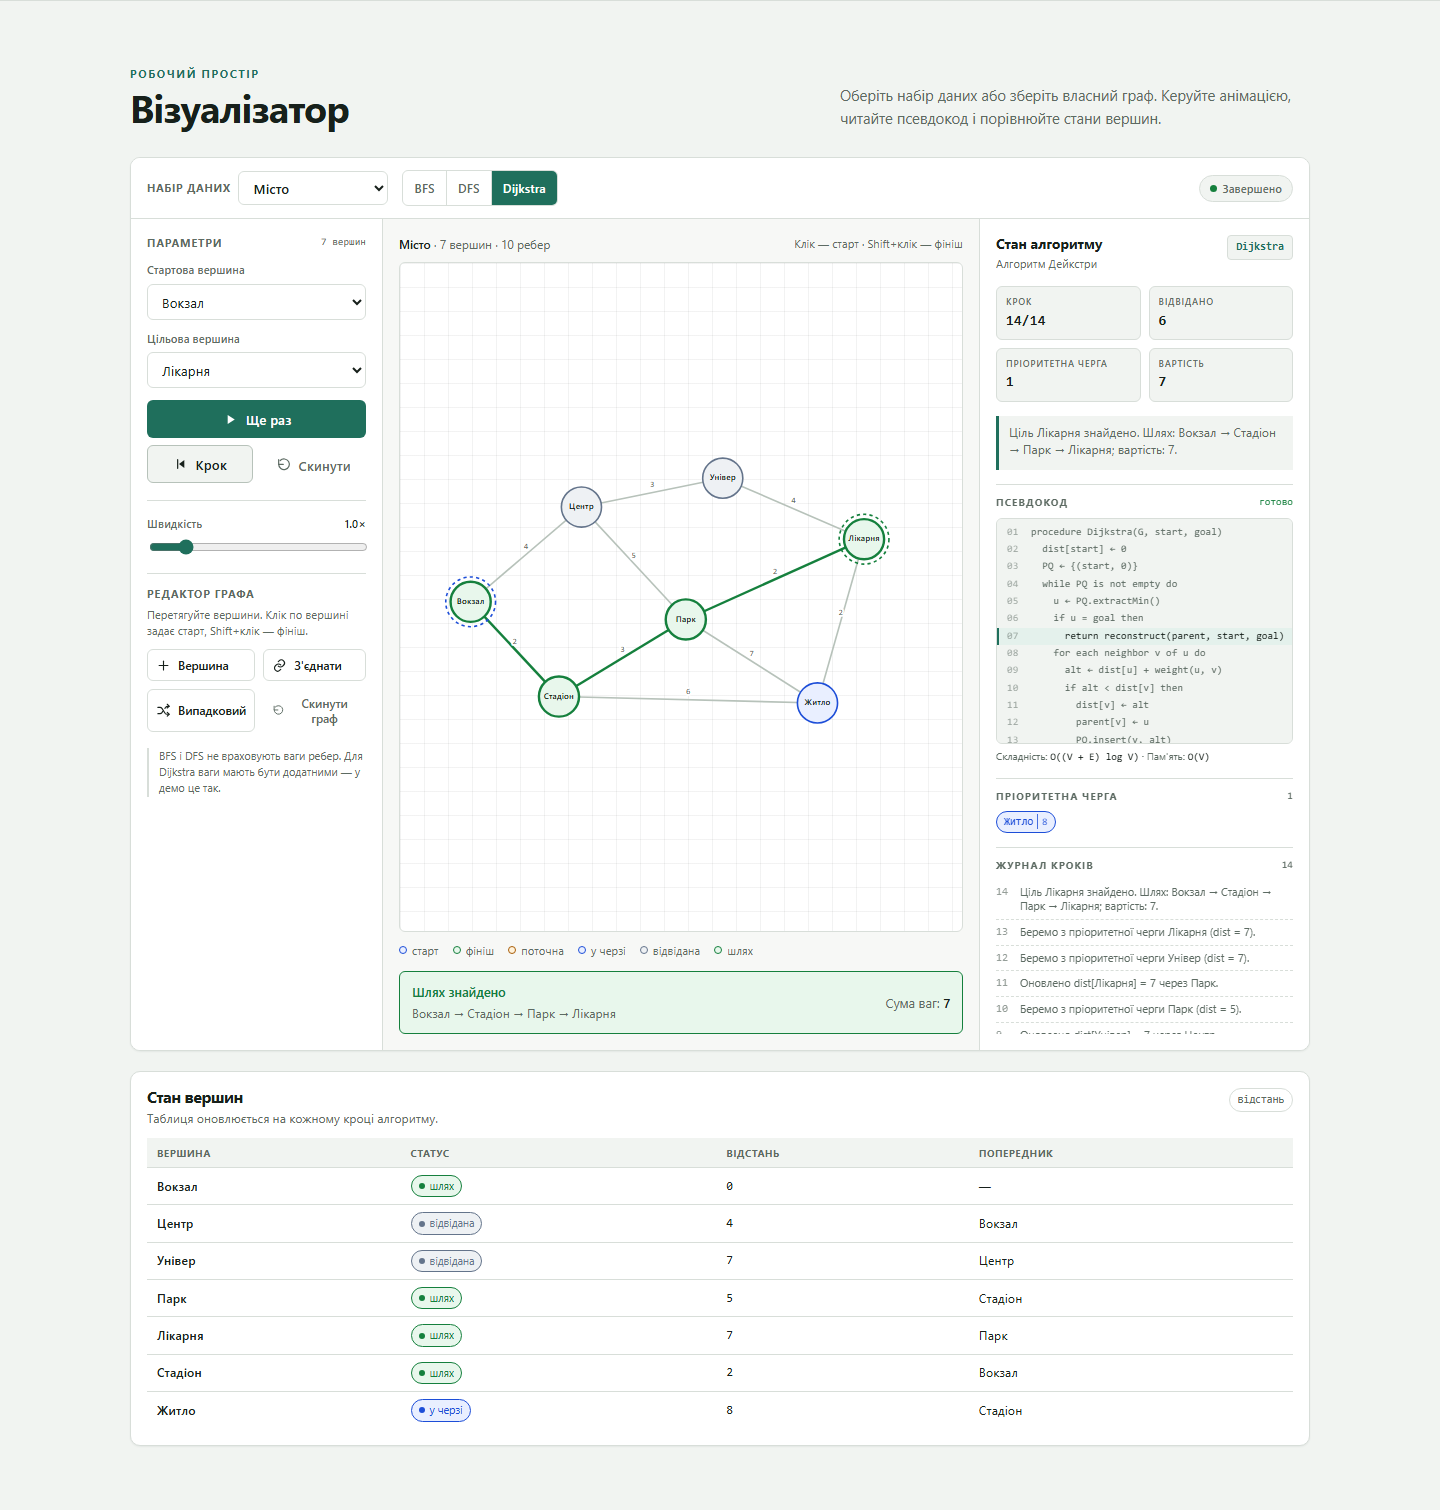 РОБОЧИЙ ПРОСТІР
Візуалізатор
Оберіть набір даних або зберіть власний граф. Керуйте анімацією,
читайте псевдокод і порівнюйте стани вершин.
НАБІР ДАНИХ
Місто
BFS
DFS
Dijkstra
Завершено
ПАРАМЕТРИ
7 вершин
Стартова вершина
Вокзал
Цільова вершина
Лікарня
Ще раз
Крок
Скинути
Швидкість
1.0×
РЕДАКТОР ГРАФА
Перетягуйте вершини. Клік по вершині
задає старт, Shift+клік — фініш.
Вершина
З'єднати
Випадковий
Скинути
граф
BFS і DFS не враховують ваги ребер. Для
Dijkstra ваги мають бути додатними — у
демо це так.
Місто · 7 вершин · 10 ребер
Клік — старт · Shift+клік — фініш
Універ
3
Центр
4
Лікарня
4
5
2
Вокзал
2
Парк
2
3
7
Стадіон
6
Житло
старт
фініш
поточна
у черзі
відвідана
шлях
Шлях знайдено
Вокзал → Стадіон → Парк → Лікарня
Сума ваг: 7
Стан алгоритму
Dijkstra
Алгоритм Дейкстри
КРОК
14/14
ВІДВІДАНО
6
ПРІОРИТЕТНА ЧЕРГА
1
ВАРТІСТЬ
7
Ціль Лікарня знайдено. Шлях: Вокзал → Стадіон
→ Парк → Лікарня; вартість: 7.
ПСЕВДОКОД
готово
01 procedure Dijkstra(G, start, goal)
02 dist[start] ← 0
03 PQ ← {(start, 0)}
04 while PQ is not empty do
05 u ← PQ.extractMin()
06 if u = goal then
07 return reconstruct(parent, start, goal)
08 for each neighbor v of u do
09 alt ← dist[u] + weight(u, v)
10 if alt < dist[v] then
11 dist[v] ← alt
12 parent[v] ← u
13 PQ.insert(v, alt)
Складність: O((V + E) log V) · Пам'ять: O(V)
ПРІОРИТЕТНА ЧЕРГА
1
Житло 8
ЖУРНАЛ КРОКІВ
14
14 Ціль Лікарня знайдено. Шлях: Вокзал → Стадіон →
Парк → Лікарня; вартість: 7.
13 Беремо з пріоритетної черги Лікарня (dist = 7).
12 Беремо з пріоритетної черги Універ (dist = 7).
11 Оновлено dist[Лікарня] = 7 через Парк.
10 Беремо з пріоритетної черги Парк (dist = 5).
9 Оновлено dist[Універ] = 7 через Центр.
Стан вершин
Таблиця оновлюється на кожному кроці алгоритму.
відстань
ВЕРШИНА СТАТУС ВІДСТАНЬ ПОПЕРЕДНИК
Вокзал шлях 0 —
Центр відвідана 4 Вокзал
Універ відвідана 7 Центр
Парк шлях 5 Стадіон
Лікарня шлях 7 Парк
Стадіон шлях 2 Вокзал
Житло у черзі 8 Стадіон